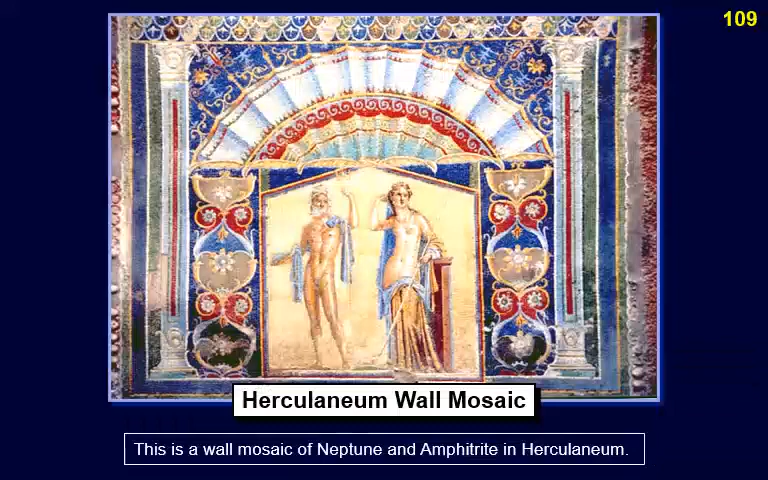 109
Herculaneum Wall Mosaic
This is a wall mosaic of Neptune and Amphitrite in Herculaneum.